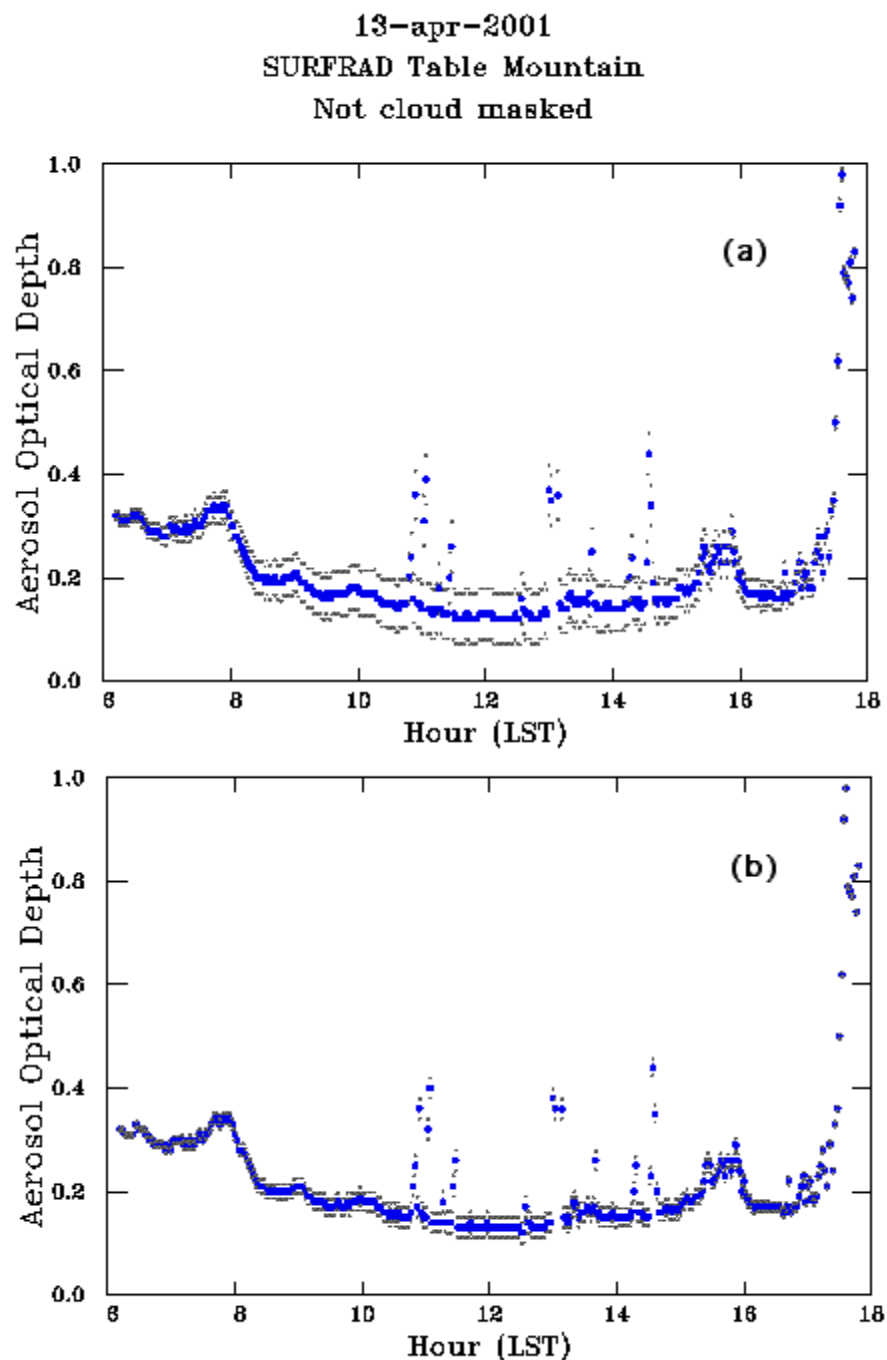 13-apr-2001
SURFRAD Table Mountain
Not cloud masked
1.0
(a)
0.8
Aerosol Optical Depth
0.6
0.4
0.2
0.0
6 8 10 12 14 16 18
Hour (LST)
1.0
(b)
0.8
Aerosol Optical Depth
0.6
0.4
0.2
0.0
6 8 10 12 14 16 18
Hour (LST)